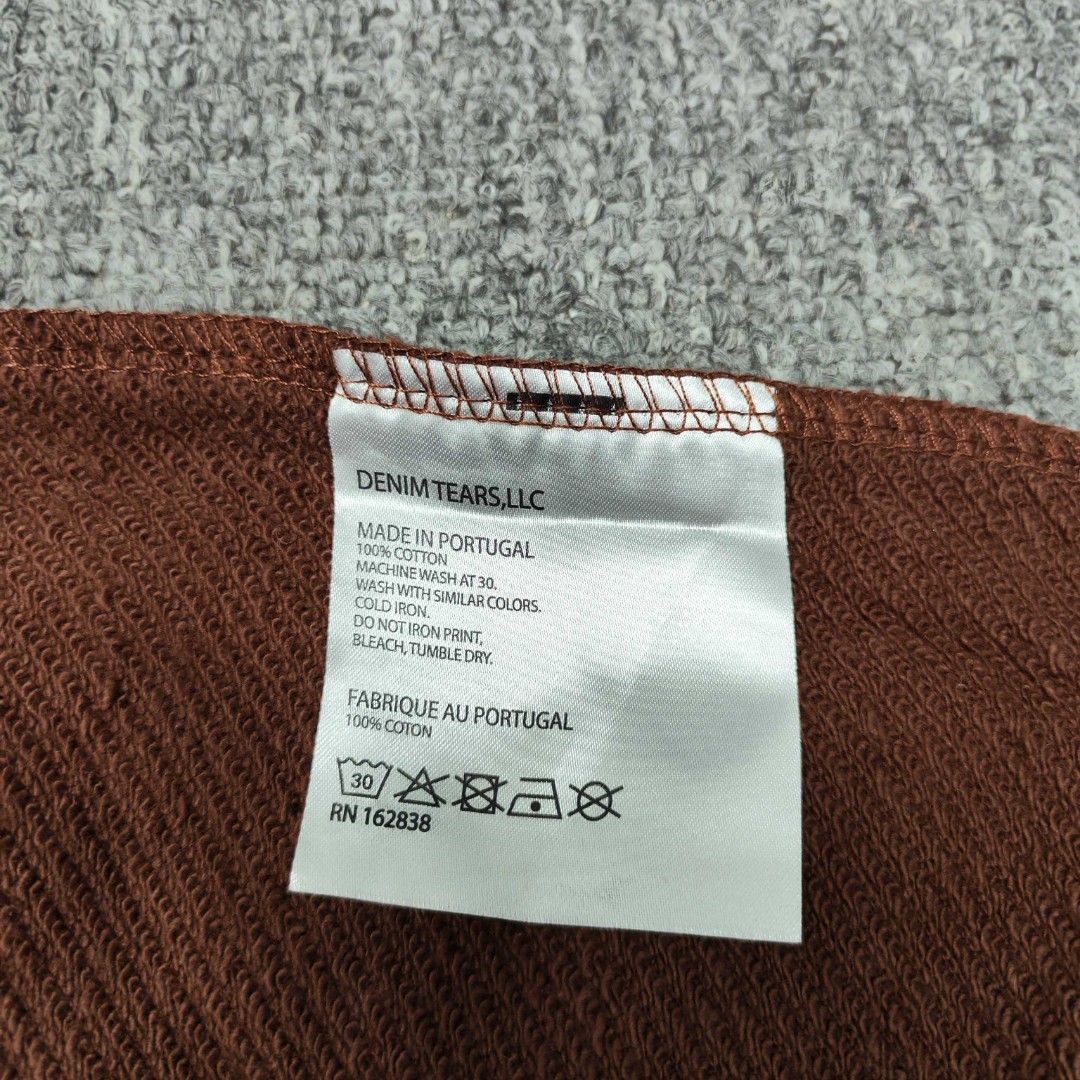 DENIM TEARS,LLC
MADE IN PORTUGAL
100% COTTON
MACHINE WASH AT 30.
WASH WITH SIMILAR COLORS.
COLD IRON.
DO NOT IRON PRINT,
BLEACH, TUMBLE DRY.
FABRIQUE AU PORTUGAL
100% COTON
30
RN 162838